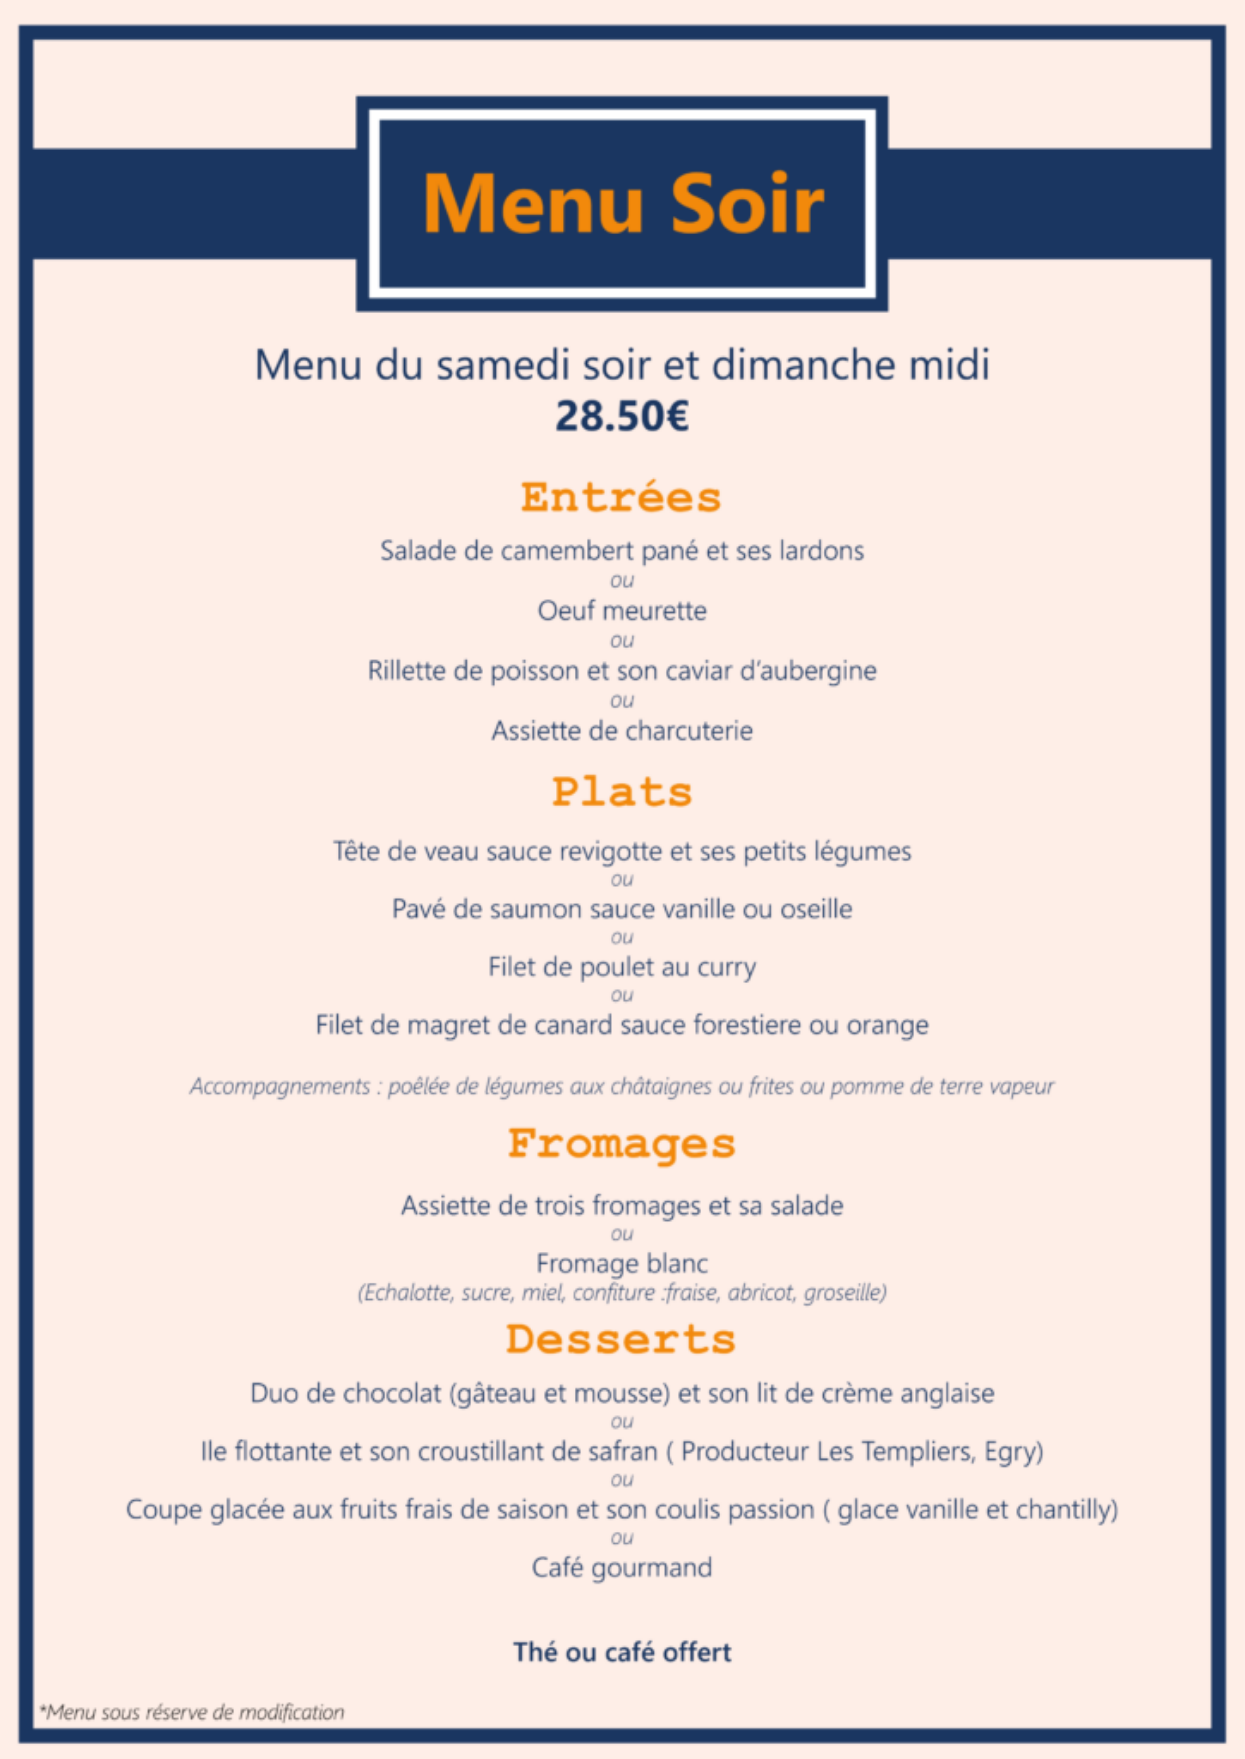 Menu Soir
Menu du samedi soir et dimanche midi
28.50€
Entrées
Salade de camembert pané et ses lardons
ou
Oeuf meurette
ou
Rillette de poisson et son caviar d'aubergine
ou
Assiette de charcuterie
Plats
Tête de veau sauce revigotte et ses petits légumes
ou
Pavé de saumon sauce vanille ou oseille
ou
Filet de poulet au curry
ou
Filet de magret de canard sauce forestiere ou orange
Accompagnements : poêlée de légumes aux châtaignes ou frites ou pomme de terre vapeur
Fromages
Assiette de trois fromages et sa salade
ou
Fromage blanc
(Echalotte, sucre, miel, confiture :fraise, abricot, groseille)
Desserts
Duo de chocolat (gâteau et mousse) et son lit de crème anglaise
ou
Ile flottante et son croustillant de safran ( Producteur Les Templiers, Egry)
ou
Coupe glacée aux fruits frais de saison et son coulis passion ( glace vanille et chantilly)
ou
Café gourmand
Thé ou café offert
*Menu sous réserve de modification